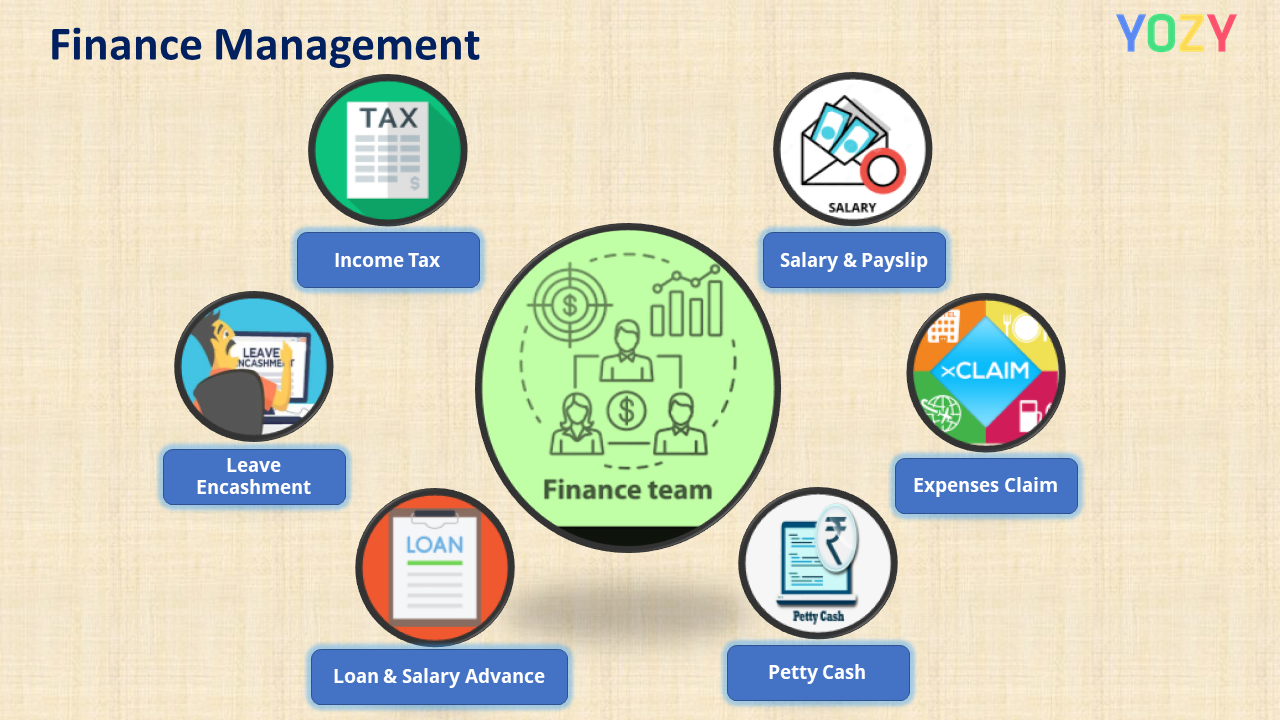 Finance Management
YOZY
TAX
$
Income Tax
SALARY
Salary & Payslip
$
$
Finance team
LEAVE
ENCASHMENT
Leave
Encashment
xCLAIM
Expenses Claim
LOAN
Loan & Salary Advance
₹
Petty Cash
Petty Cash